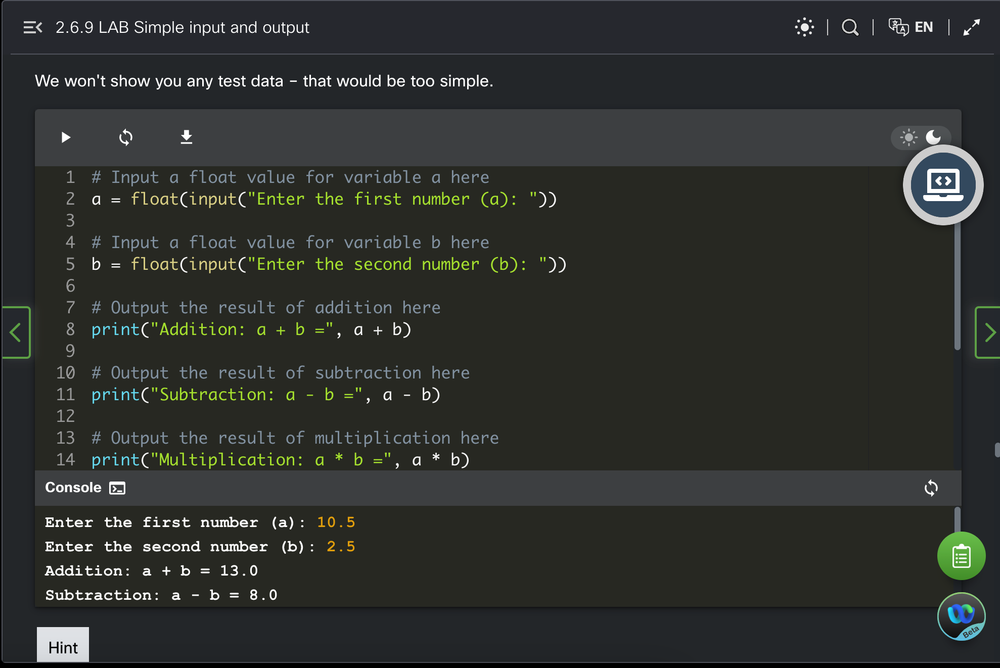 2.6.9 LAB Simple input and output
EN
We won't show you any test data – that would be too simple.
1 # Input a float value for variable a here
2 a = float(input("Enter the first number (a): "))
3
4 # Input a float value for variable b here
5 b = float(input("Enter the second number (b): "))
6
7 # Output the result of addition here
8 print("Addition: a + b =", a + b)
9
10 # Output the result of subtraction here
11 print("Subtraction: a - b =", a - b)
12
13 # Output the result of multiplication here
14 print("Multiplication: a * b =", a * b)
Console
Enter the first number (a): 10.5
Enter the second number (b): 2.5
Addition: a + b = 13.0
Subtraction: a - b = 8.0
Beta
Hint